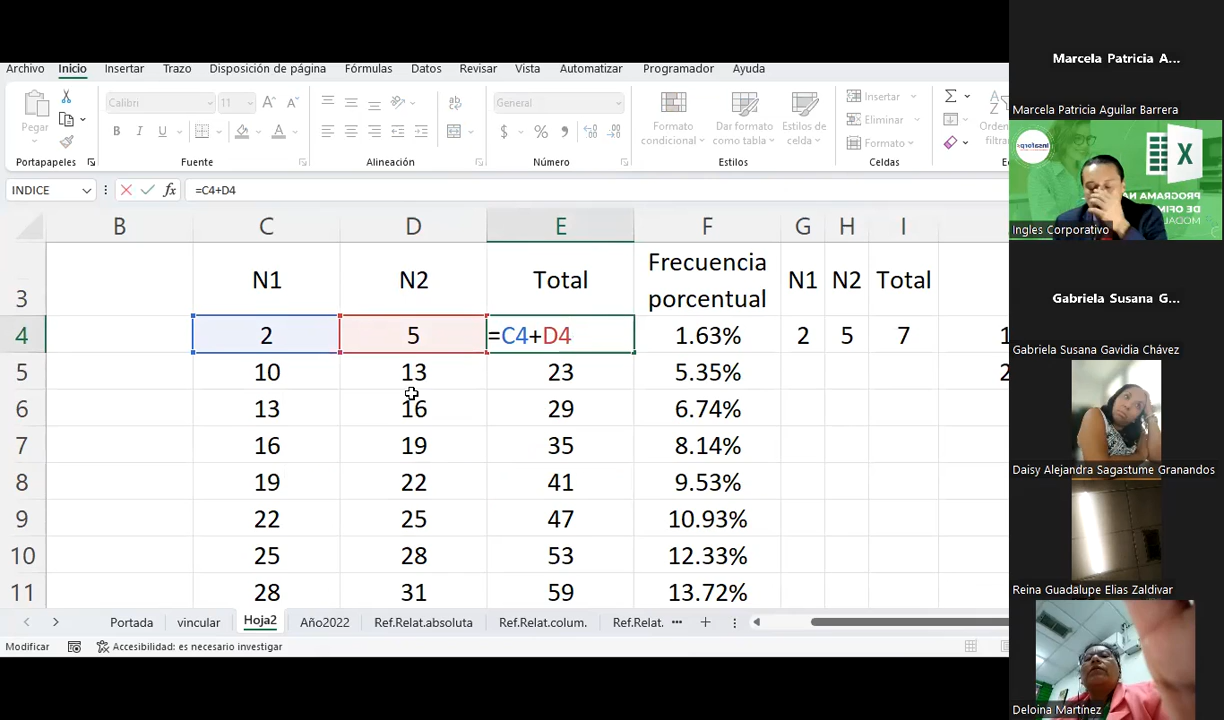 Archivo Inicio Insertar Trazo Disposición de página Fórmulas Datos Revisar Vista Automatizar Programador Ayuda
Calibri 11 General Insertar
Pegar Formato condicional Dar formato como tabla Estilos de celda Eliminar
Formato
Portapapeles Fuente Alineación Número Estilos Celdas
INDICE =C4+D4
B C D E F G H I
3 N1 N2 Total Frecuencia porcentual N1 N2 Total
4 2 5 =C4+D4 1.63% 2 5 7 1
5 10 13 23 5.35% 2
6 13 16 29 6.74%
7 16 19 35 8.14%
8 19 22 41 9.53%
9 22 25 47 10.93%
10 25 28 53 12.33%
11 28 31 59 13.72%
Portada vincular Hoja2 Año2022 Ref.Relat.absoluta Ref.Relat.colum. Ref.Relat.
Modificar Accesibilidad: es necesario investigar
Marcela Patricia A...
Marcela Patricia Aguilar Barrera
Ingles Corporativo
Gabriela Susana G...
Gabriela Susana Gavidia Chávez
Daisy Alejandra Sagastume Granandos
Reina Guadalupe Elias Zaldivar
Deloina Martínez